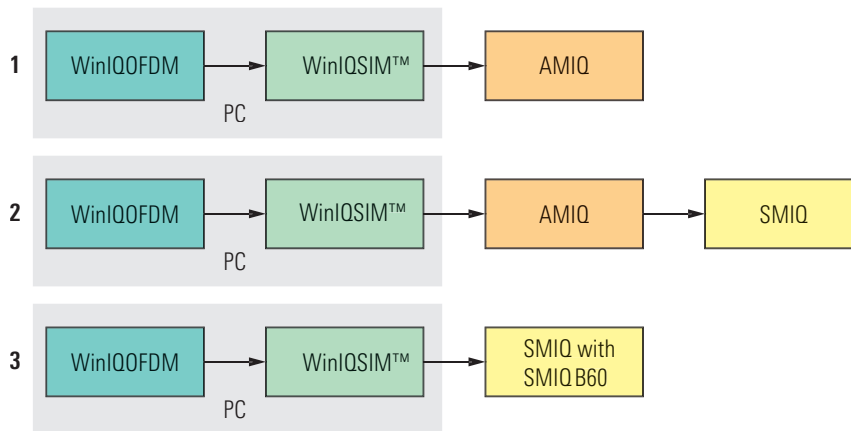 1 WinIQOFDM WinIQSIM™ AMIQ
PC
2 WinIQOFDM WinIQSIM™ AMIQ SMIQ
PC
3 WinIQOFDM WinIQSIM™ SMIQ with
SMIQ B60
PC